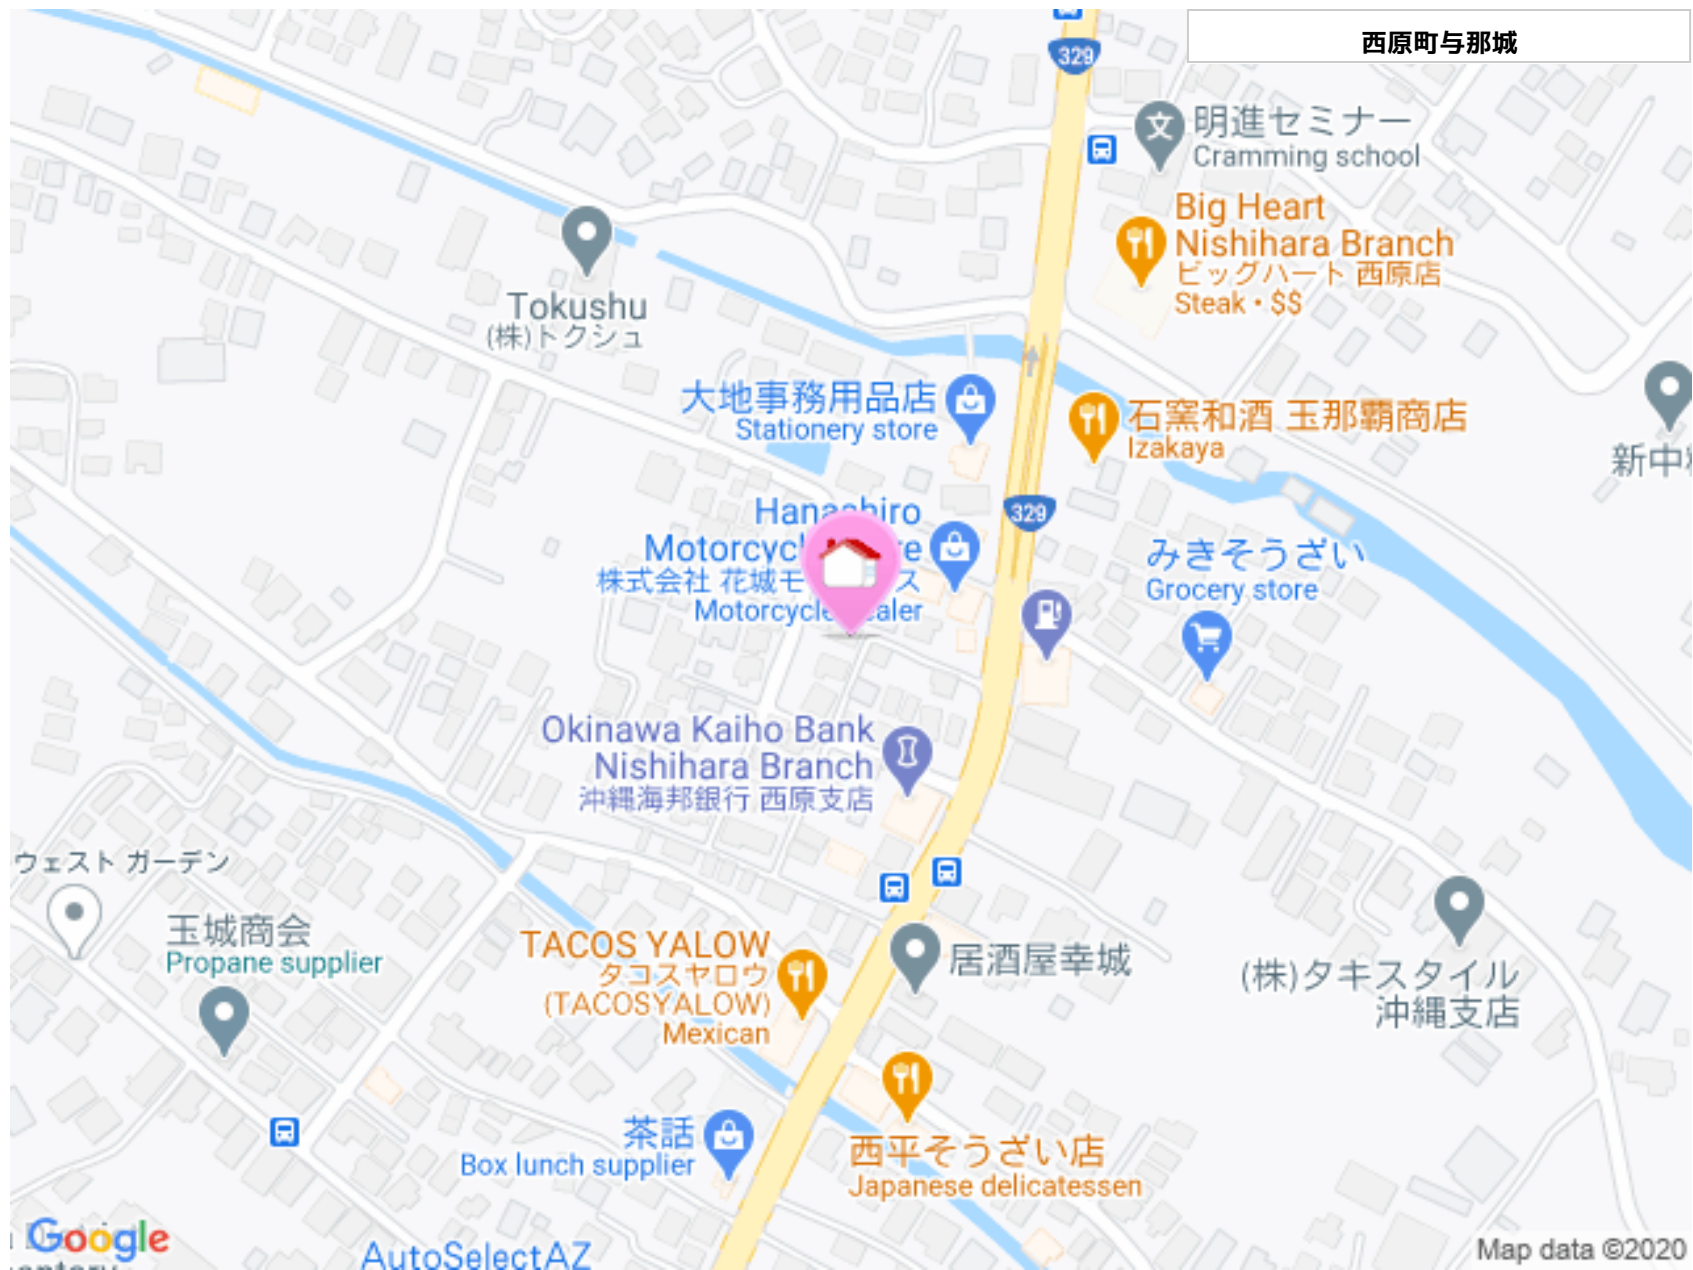 西原町与那城
329
明進セミナー
Cramming school
Big Heart
Nishihara Branch
ビッグハート 西原店
Steak・$$
Tokushu
(株)トクシュ
大地事務用品店
Stationery store
石窯和酒 玉那覇商店
Izakaya
新中
329
みきそうざい
Grocery store
株式会社 花城モ
Okinawa Kaiho Bank
Nishihara Branch
沖縄海邦銀行 西原支店
ウェスト ガーデン
玉城商会
Propane supplier
TACOS YALOW
タコスヤロウ
(TACOSYALOW)
Mexican
居酒屋幸城
(株)タキスタイル
沖縄支店
茶話
Box lunch supplier
西平そうざい店
Japanese delicatessen
Google
AutoSelectAZ
Map data ©2020